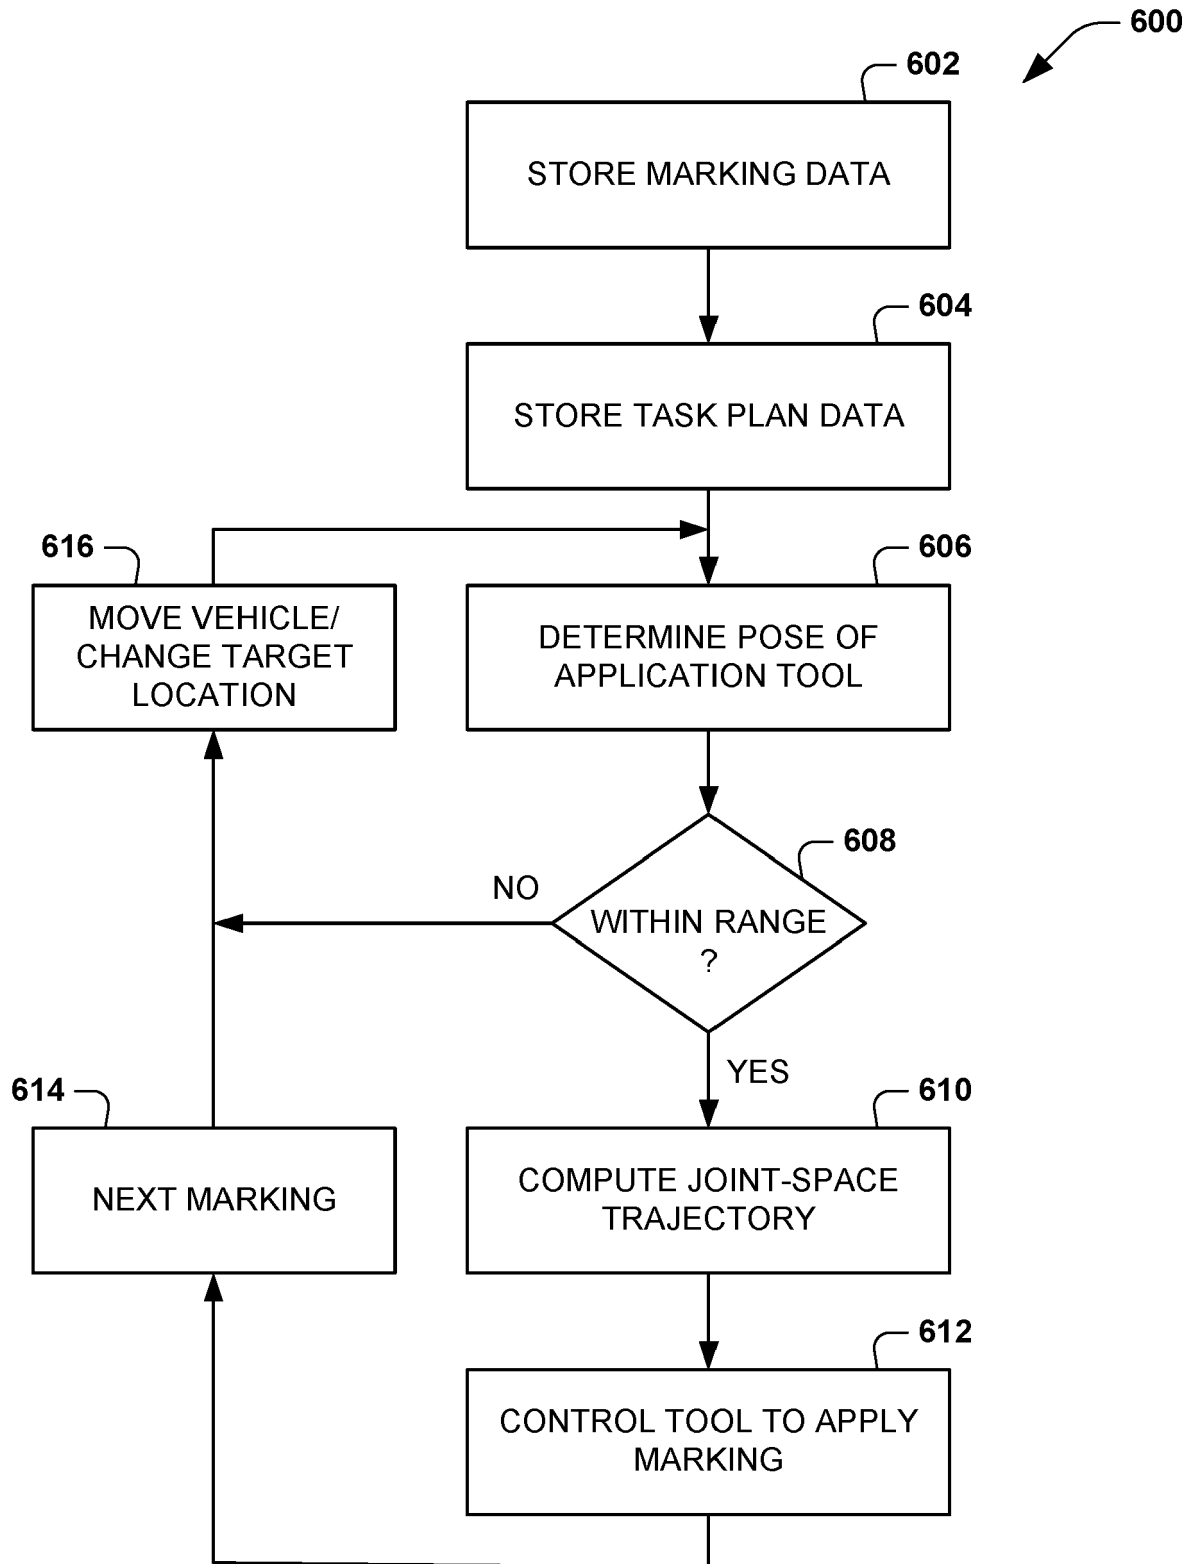 600
602
STORE MARKING DATA
604
STORE TASK PLAN DATA
616
MOVE VEHICLE/
CHANGE TARGET
LOCATION
606
DETERMINE POSE OF
APPLICATION TOOL
608
NO
WITHIN RANGE
?
YES
614
NEXT MARKING
610
COMPUTE JOINT-SPACE
TRAJECTORY
612
CONTROL TOOL TO APPLY
MARKING